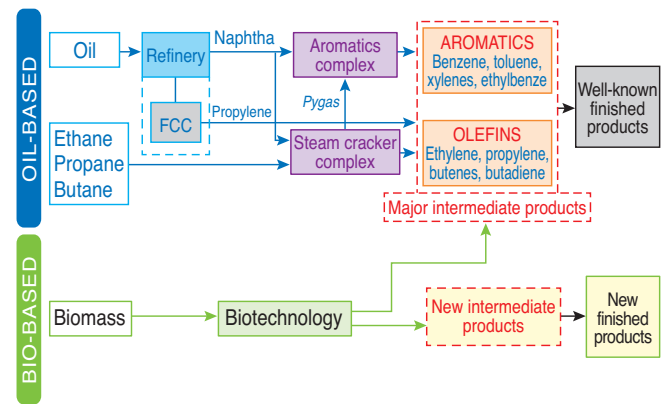 OIL-BASED
Oil
Refinery
Naphtha
Aromatics
complex
AROMATICS
Benzene, toluene,
xylenes, ethylbenze
Well-known
finished
products
Pygas
FCC
Propylene
Ethane
Propane
Butane
Steam cracker
complex
OLEFINS
Ethylene, propylene,
butenes, butadiene
Major intermediate products
BIO-BASED
Biomass
Biotechnology
New intermediate
products
New
finished
products